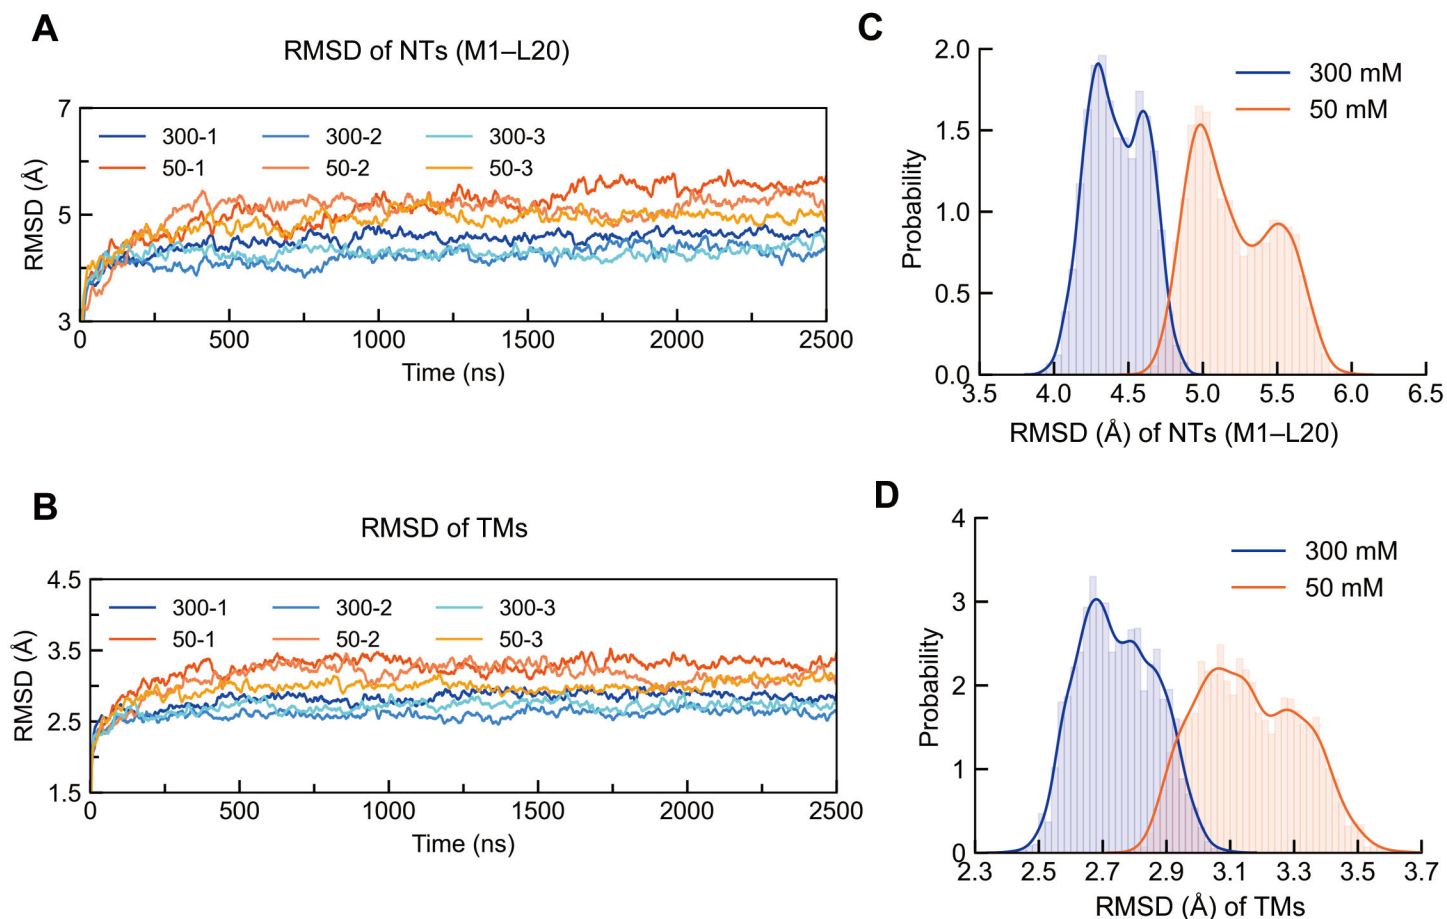 A
RMSD of NTs (M1–L20)
7
5
3
RMSD (Å)
300-1 300-2 300-3
50-1 50-2 50-3
0 500 1000 1500 2000 2500
Time (ns)
C
2.0
1.5
1.0
0.5
0.0
Probability
300 mM
50 mM
3.5 4.0 4.5 5.0 5.5 6.0 6.5
RMSD (Å) of NTs (M1–L20)
B
RMSD of TMs
4.5
3.5
2.5
1.5
RMSD (Å)
300-1 300-2 300-3
50-1 50-2 50-3
0 500 1000 1500 2000 2500
Time (ns)
D
4
3
2
1
0
Probability
300 mM
50 mM
2.3 2.5 2.7 2.9 3.1 3.3 3.5 3.7
RMSD (Å) of TMs